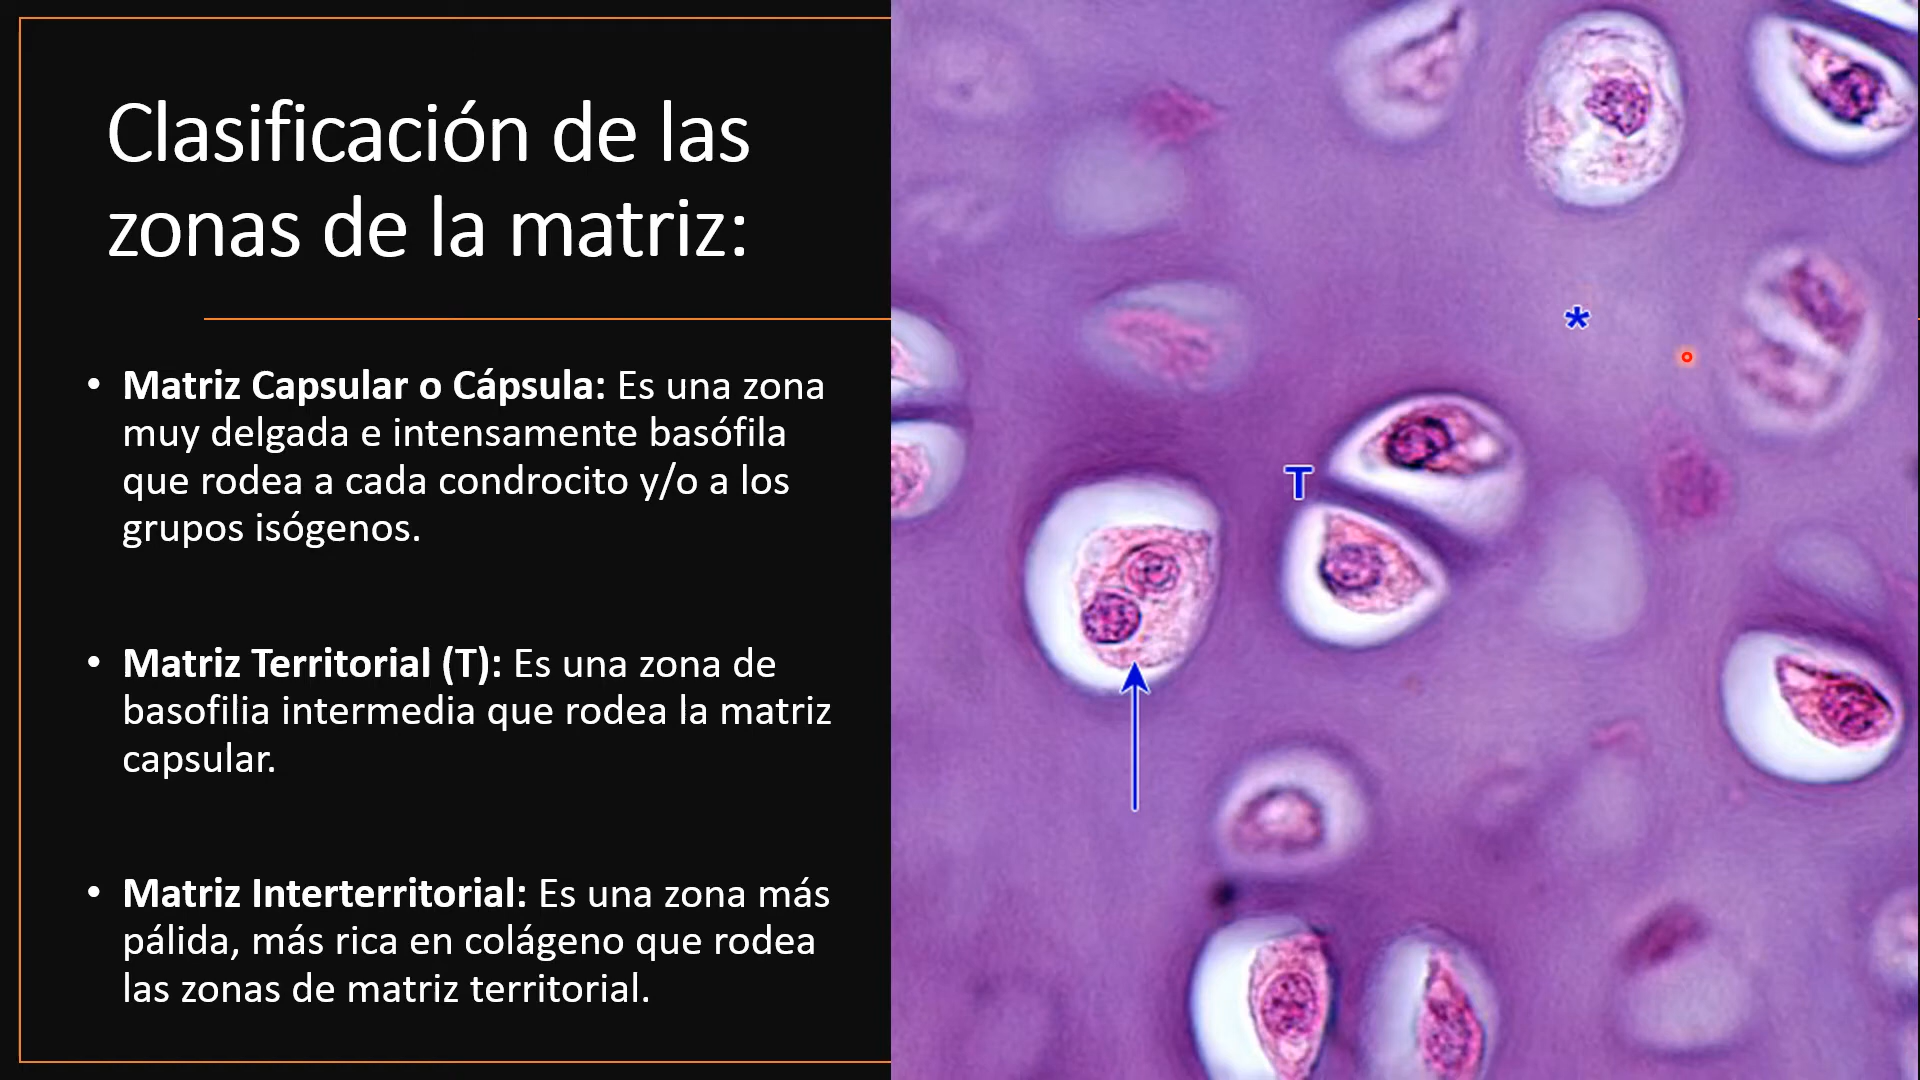 Clasificación de las
zonas de la matriz:
• Matriz Capsular o Cápsula: Es una zona
muy delgada e intensamente basófila
que rodea a cada condrocito y/o a los
grupos isógenos.
• Matriz Territorial (T): Es una zona de
basofilia intermedia que rodea la matriz
capsular.
• Matriz Interterritorial: Es una zona más
pálida, más rica en colágeno que rodea
las zonas de matriz territorial.
*
T